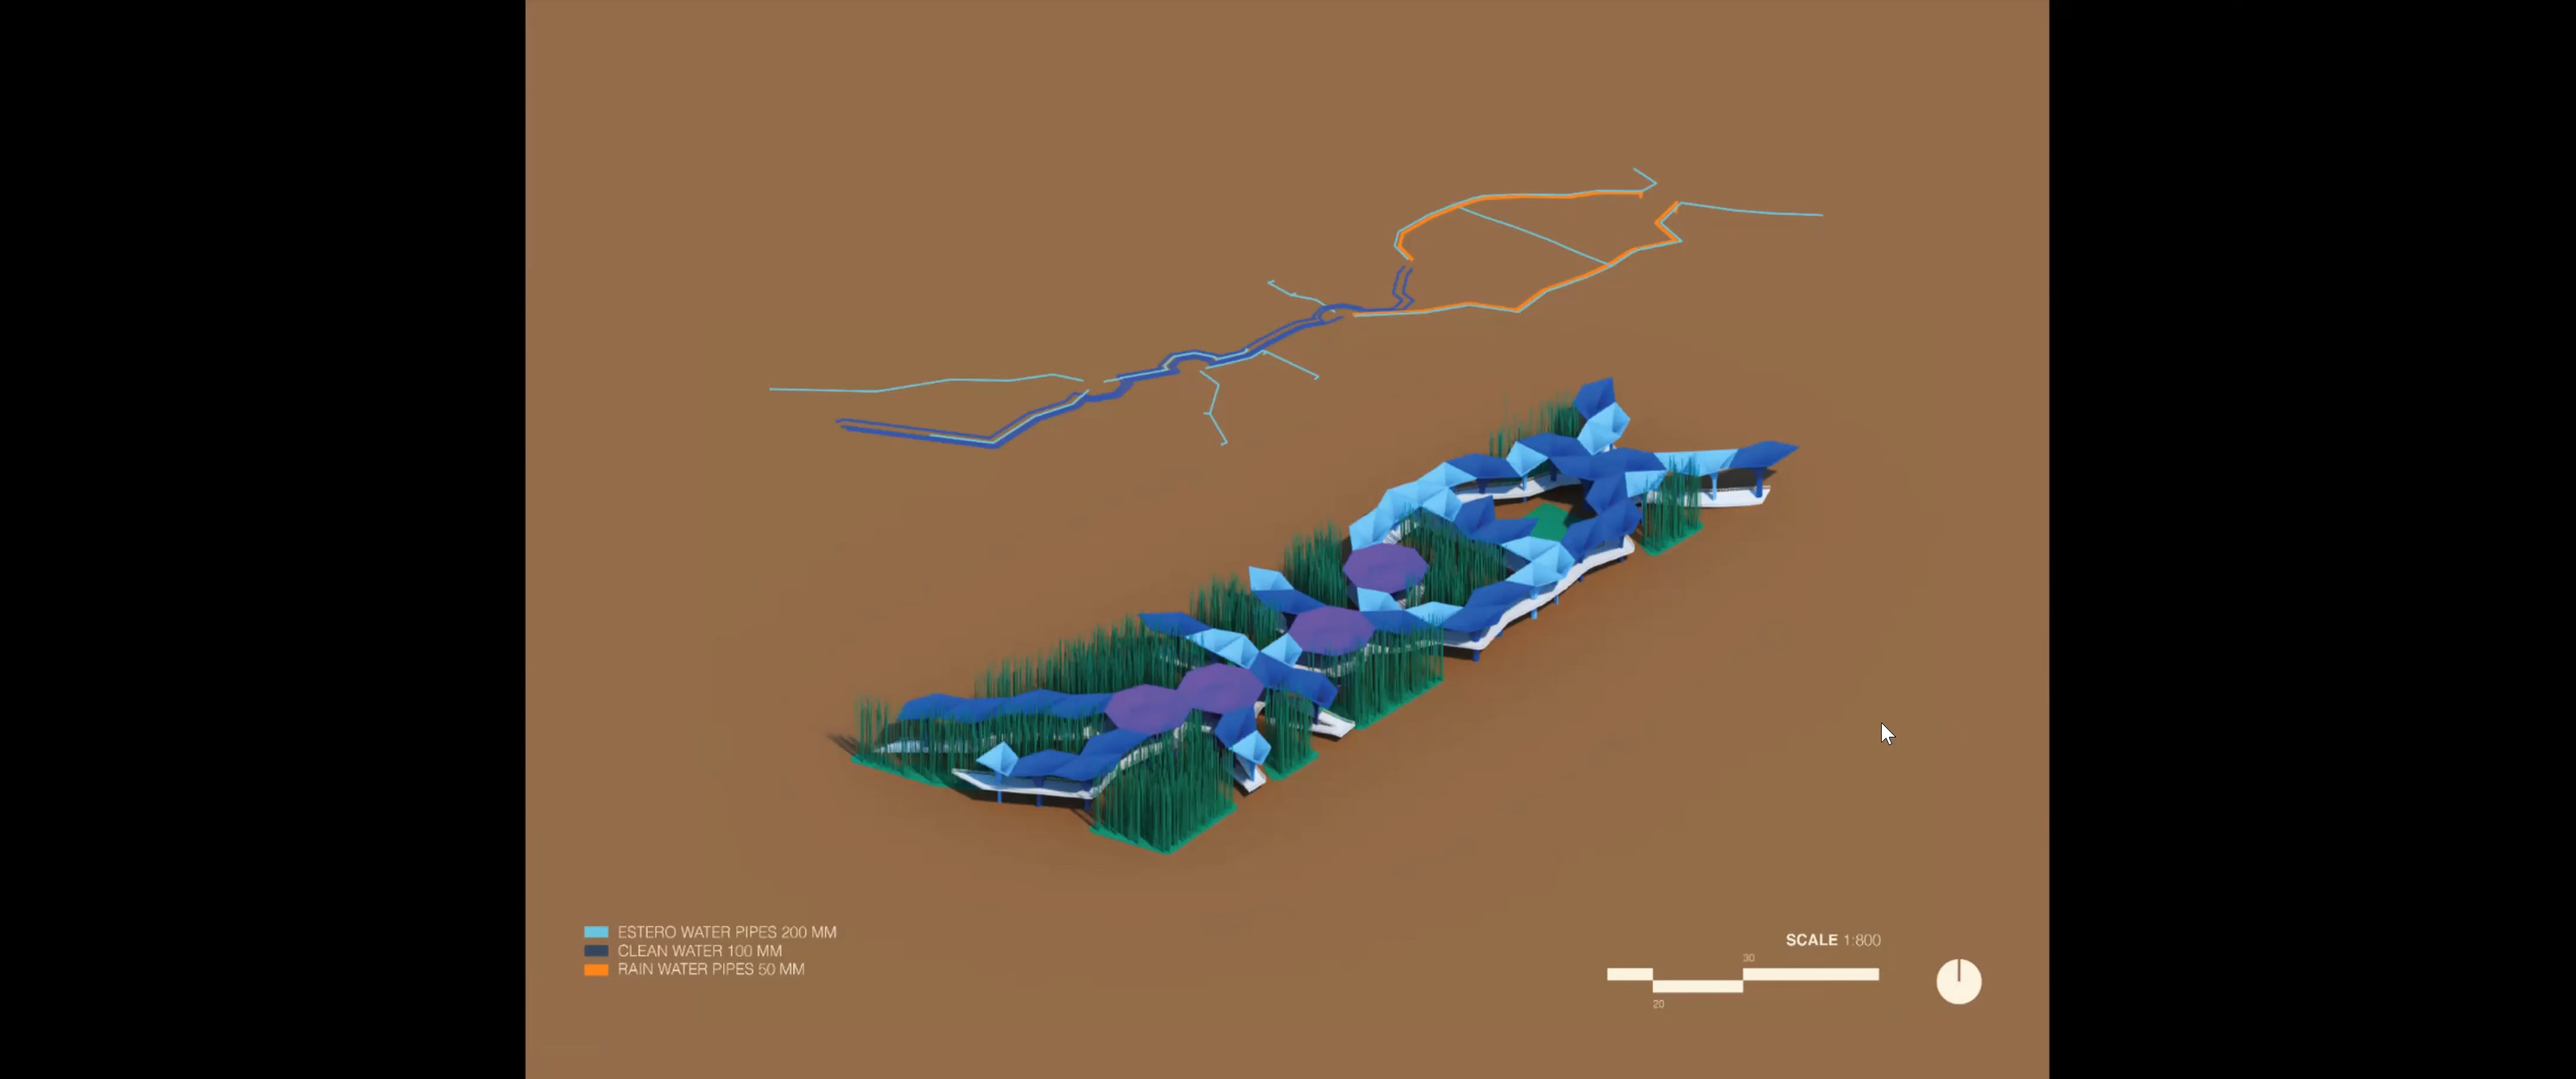 ESTERO WATER PIPES 200 MM
CLEAN WATER 100 MM
RAIN WATER PIPES 50 MM
SCALE 1:800
30
20